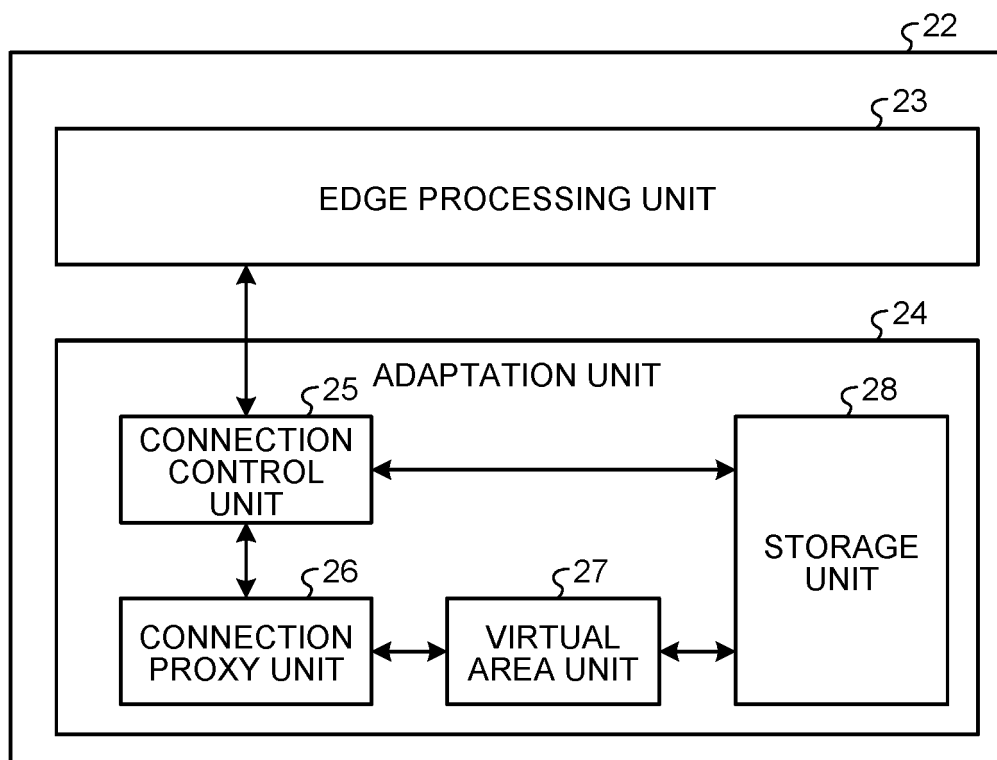 22
23
EDGE PROCESSING UNIT
24
ADAPTATION UNIT
25
CONNECTION
CONTROL
UNIT
28
STORAGE
UNIT
26
CONNECTION
PROXY UNIT
27
VIRTUAL
AREA UNIT